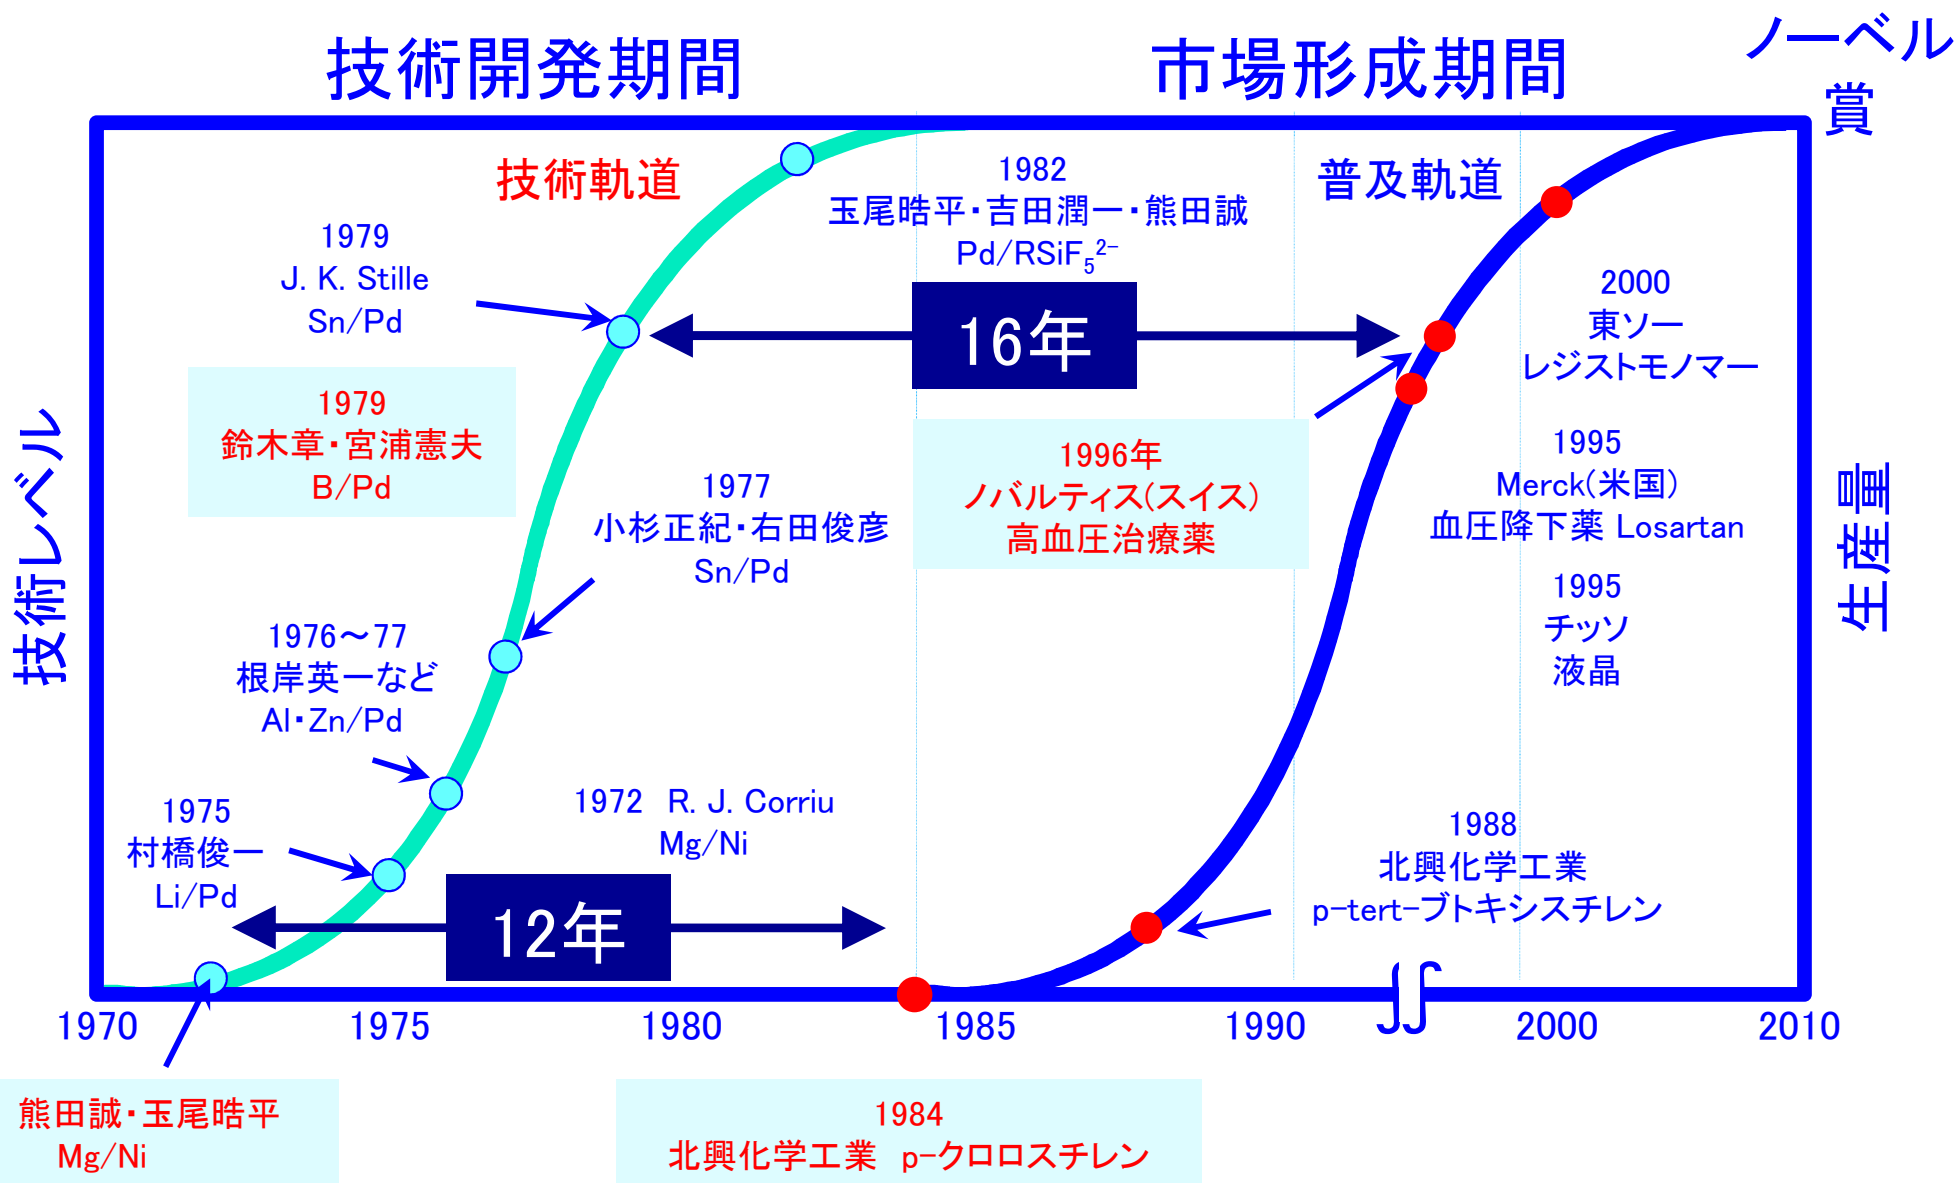 技術開発期間
市場形成期間
ノーベル
賞
技術軌道
普及軌道
1982
玉尾晧平・吉田潤一・熊田誠
Pd/RSiF₅²⁻
1979
J. K. Stille
Sn/Pd
16年
2000
東ソー
レジストモノマー
1979
鈴木章・宮浦憲夫
B/Pd
1977
小杉正紀・右田俊彦
Sn/Pd
1996年
ノバルティス(スイス)
高血圧治療薬
1995
Merck(米国)
血圧降下薬 Losartan
1995
チッソ
液晶
技術レベル
生産量
1976～77
根岸英一など
Al・Zn/Pd
1975
村橋俊一
Li/Pd
1972　R. J. Corriu
Mg/Ni
12年
1988
北興化学工業
p-tert-ブトキシスチレン
1970
1975
1980
1985
1990
2000
2010
熊田誠・玉尾晧平
Mg/Ni
1984
北興化学工業　p-クロロスチレン